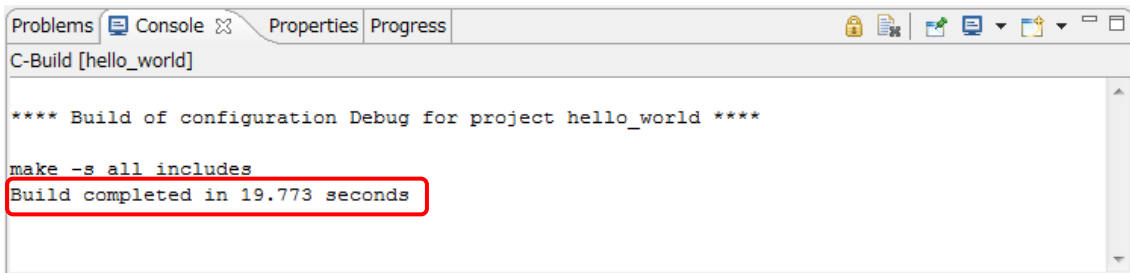 Problems Console Properties Progress
C-Build [hello_world]
**** Build of configuration Debug for project hello_world ****
make -s all includes
Build completed in 19.773 seconds